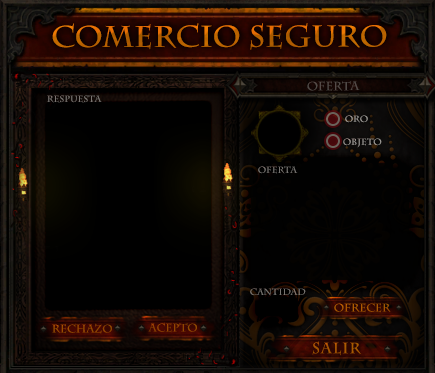 COMERCIO SEGURO
RESPUESTA
RECHAZO
ACEPTO
OFERTA
ORO
OBJETO
OFERTA
CANTIDAD
OFRECER
SALIR